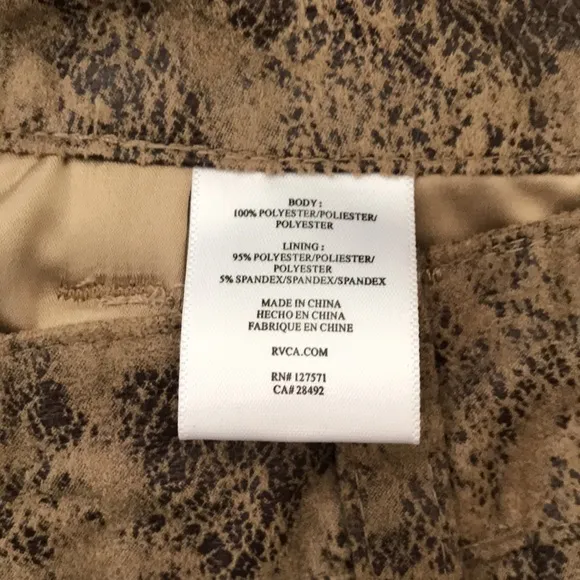 BODY :
100% POLYESTER/POLIESTER/
POLYESTER
LINING :
95% POLYESTER/POLIESTER/
POLYESTER
5% SPANDEX/SPANDEX/SPANDEX
MADE IN CHINA
HECHO EN CHINA
FABRIQUE EN CHINE
RVCA.COM
RN# 127571
CA# 28492